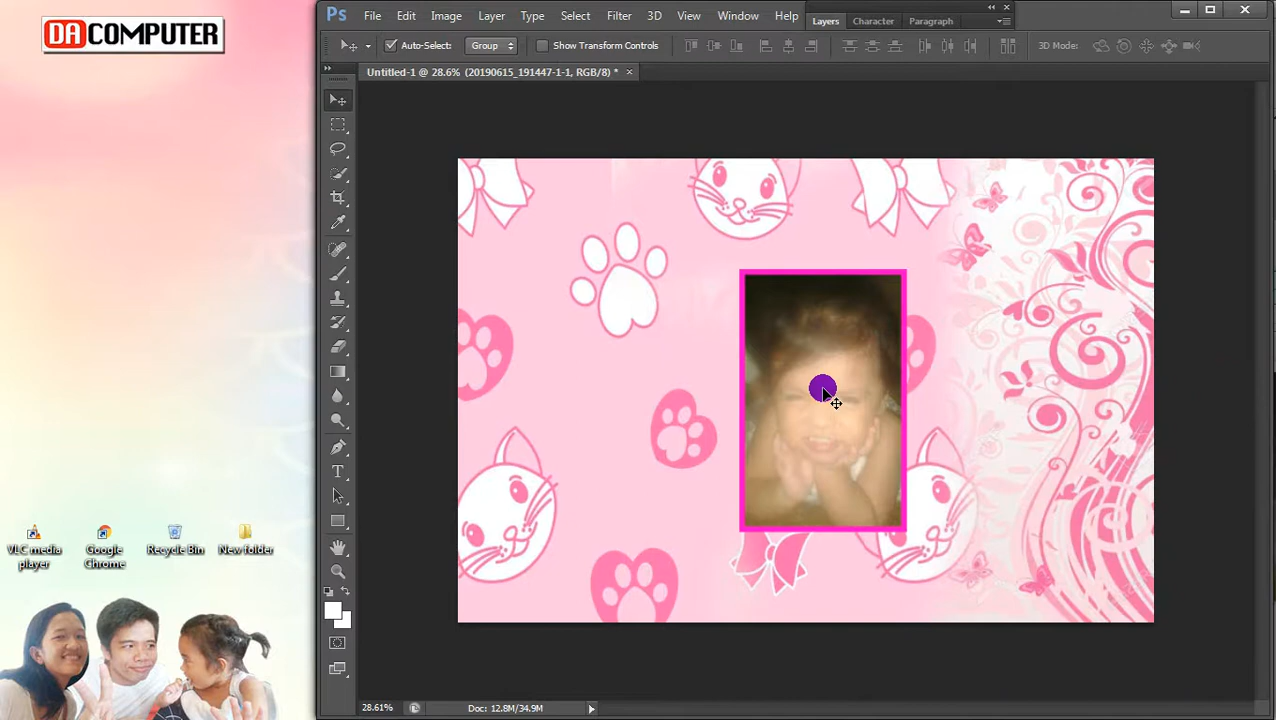 DACOMPUTER
Ps File Edit Image Layer Type Select Filter 3D View Window Help
Layers Character Paragraph
Auto-Select: Group Show Transform Controls 3D Mode:
Untitled-1 @ 28.6% (20190615_191447-1-1, RGB/8) *
VLC media player
Google Chrome
Recycle Bin
New folder
28.61% Doc: 12.8M/34.9M